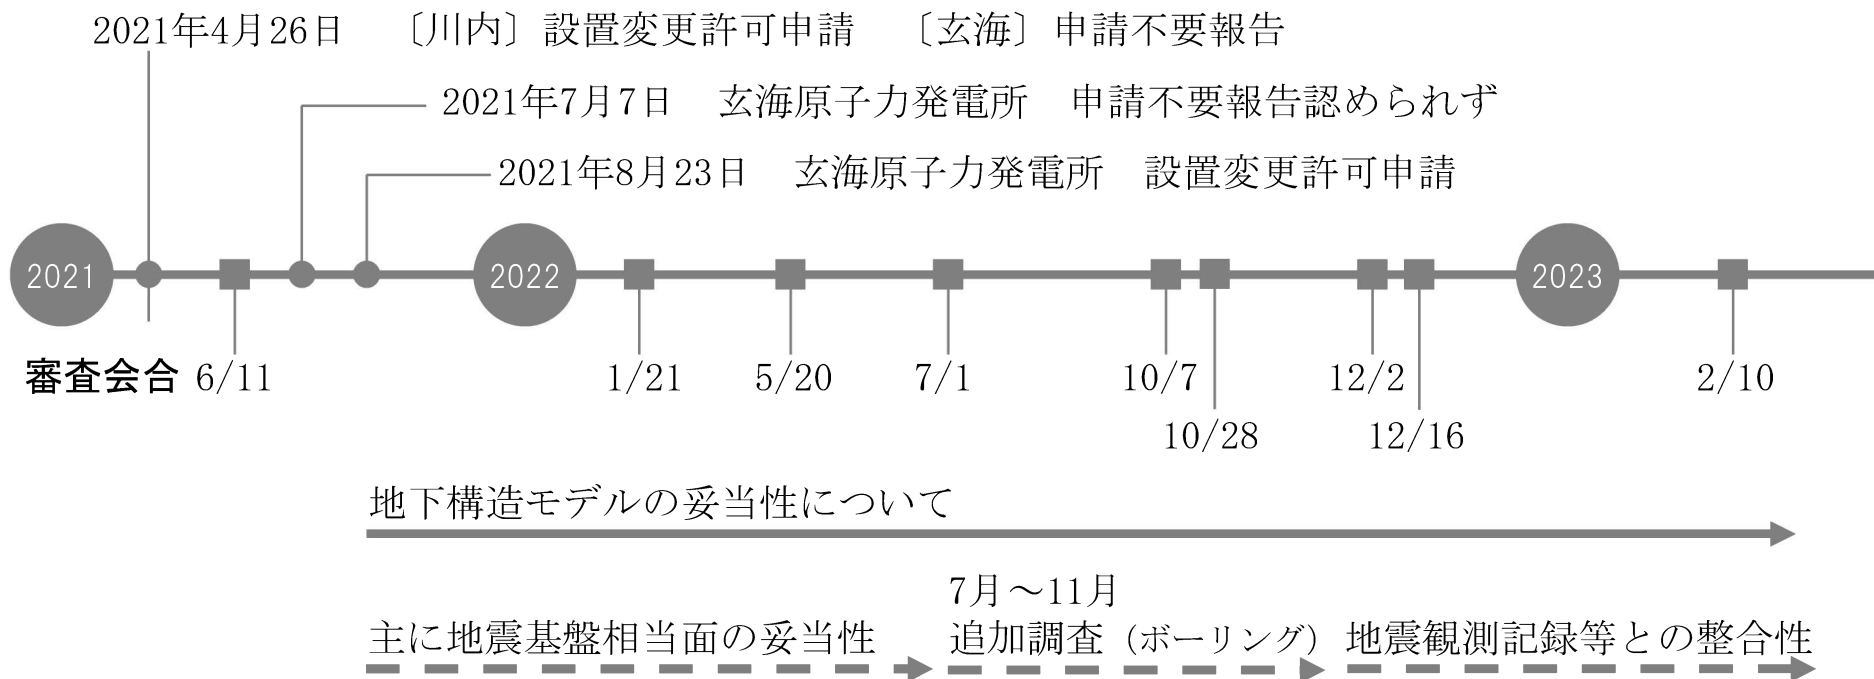 2021年4月26日　〔川内〕設置変更許可申請　〔玄海〕申請不要報告
2021年7月7日　玄海原子力発電所　申請不要報告認められず
2021年8月23日　玄海原子力発電所　設置変更許可申請
2021 2022 2023
審査会合 6/11 1/21 5/20 7/1 10/7 12/2 2/10
10/28 12/16
地下構造モデルの妥当性について
7月～11月
主に地震基盤相当面の妥当性 追加調査（ボーリング）地震観測記録等との整合性